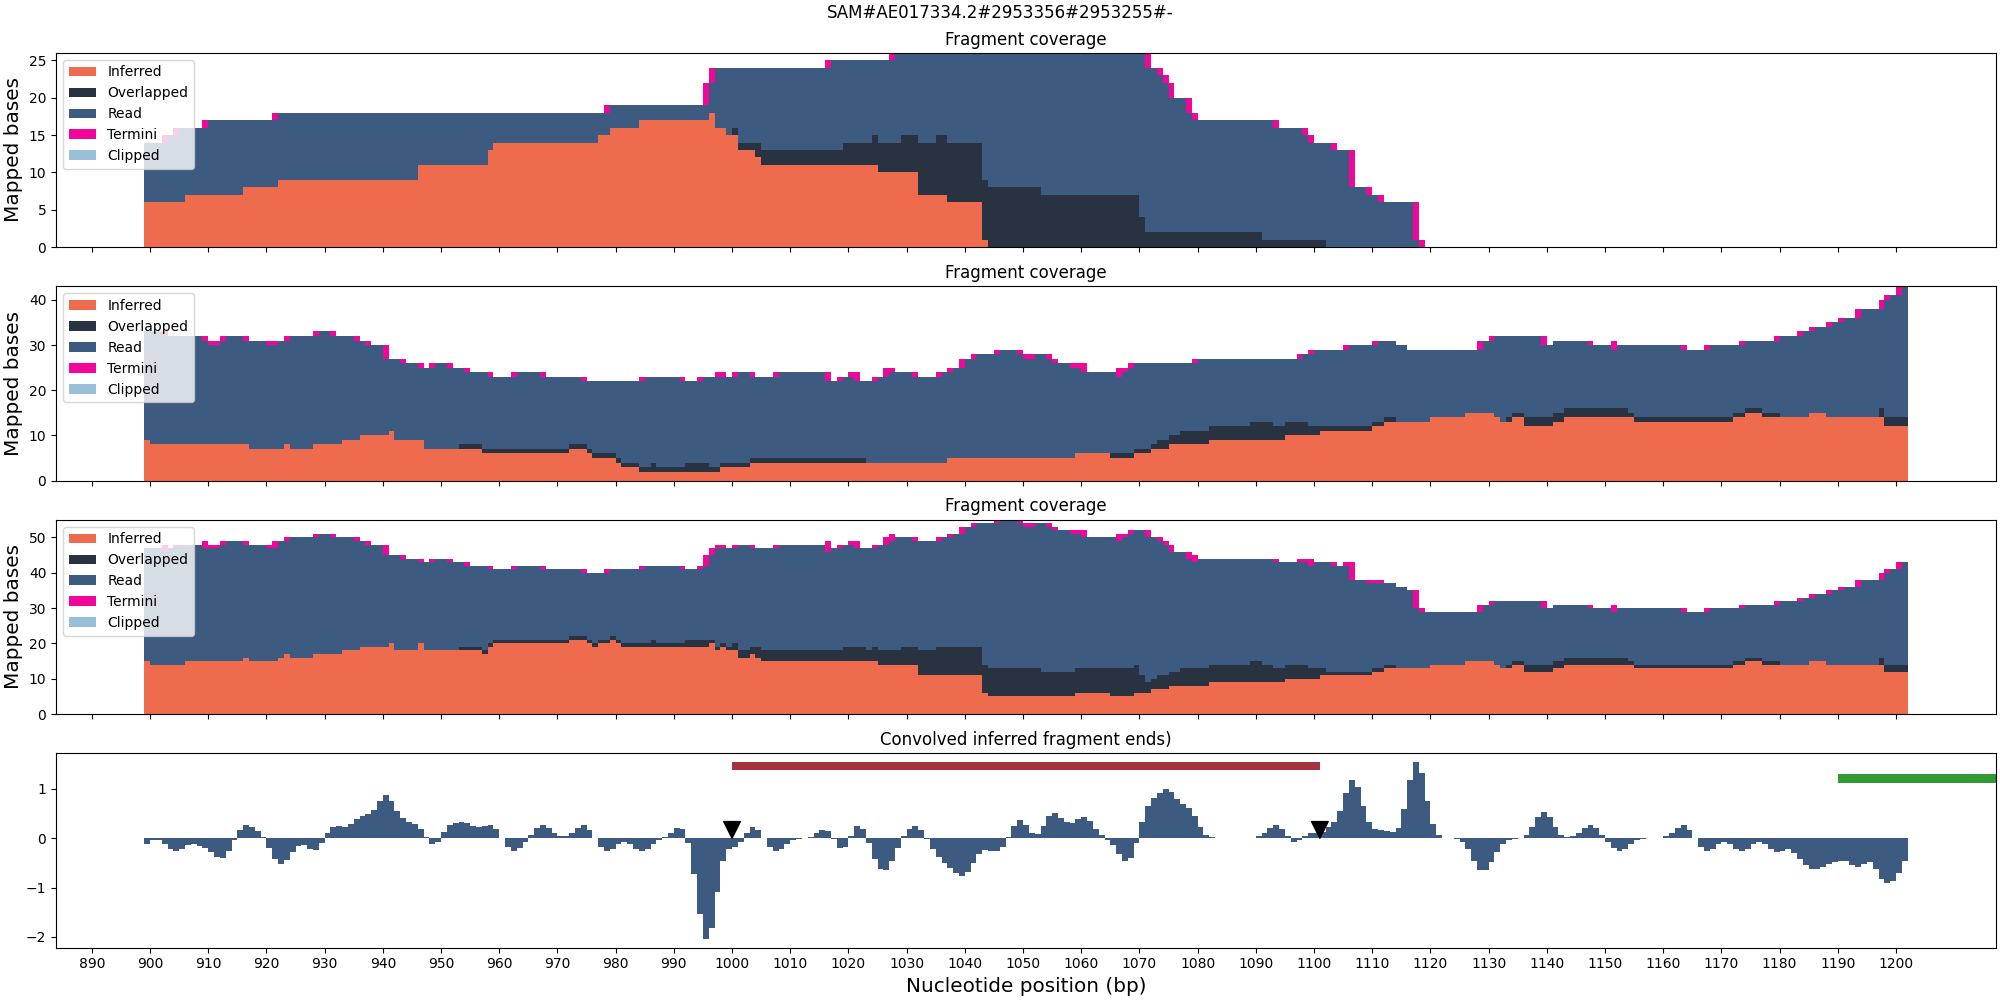 SAM#AE017334.2#2953356#2953255#-
Fragment coverage
Mapped bases
25
20
15
10
5
0
Inferred
Overlapped
Read
Termini
Clipped
Fragment coverage
Mapped bases
40
30
20
10
0
Inferred
Overlapped
Read
Termini
Clipped
Fragment coverage
Mapped bases
50
40
30
20
10
0
Inferred
Overlapped
Read
Termini
Clipped
Convolved inferred fragment ends)
1
0
−1
−2
890 900 910 920 930 940 950 960 970 980 990 1000 1010 1020 1030 1040 1050 1060 1070 1080 1090 1100 1110 1120 1130 1140 1150 1160 1170 1180 1190 1200
Nucleotide position (bp)